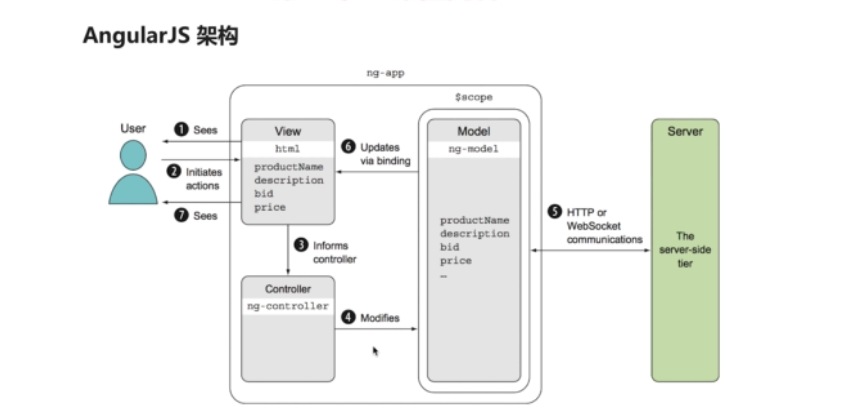 AngularJS 架构
ng-app
$scope
User
1 Sees
2 Initiates
actions
7 Sees
View
html
productName
description
bid
price
3 Informs
controller
Controller
ng-controller
4 Modifies
6 Updates
via binding
Model
ng-model
productName
description
bid
price
…
5 HTTP or
WebSocket
communications
Server
The
server-side
tier